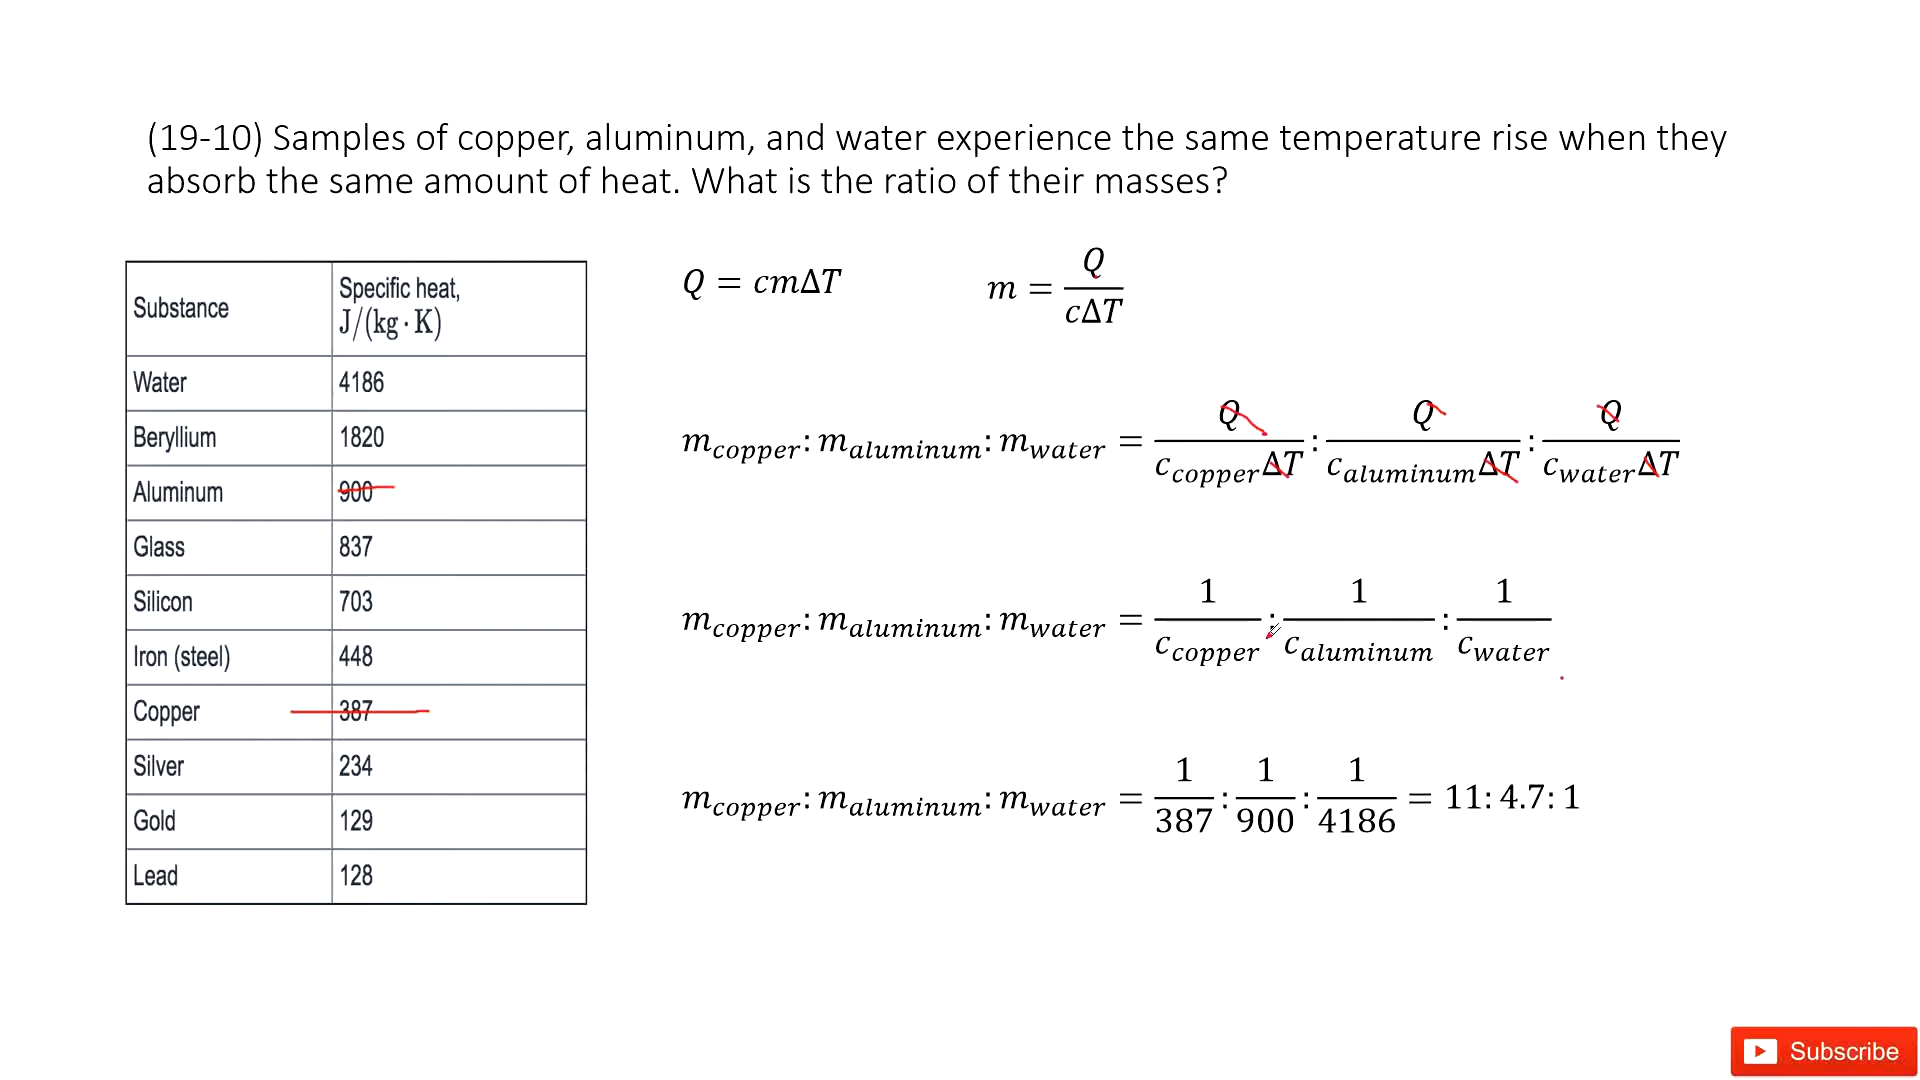 (19-10) Samples of copper, aluminum, and water experience the same temperature rise when they
absorb the same amount of heat. What is the ratio of their masses?
Substance Specific heat, J/(kg · K)
Water 4186
Beryllium 1820
Aluminum 900
Glass 837
Silicon 703
Iron (steel) 448
Copper 387
Silver 234
Gold 129
Lead 128
Q = cmΔT
m = Q/(cΔT)
m_copper: m_aluminum: m_water = Q/(c_copper ΔT) : Q/(c_aluminum ΔT) : Q/(c_water ΔT)
m_copper: m_aluminum: m_water = 1/c_copper : 1/c_aluminum : 1/c_water
m_copper: m_aluminum: m_water = 1/387 : 1/900 : 1/4186 = 11: 4.7: 1
Subscribe